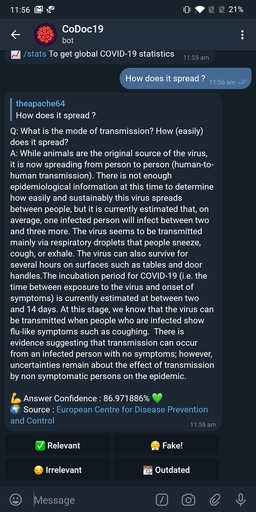 11:56
21%
CoDoc19
bot
/stats To get global COVID-19 statistics
11:55 am
How does it spread ?
11:56 am
theapache64
How does it spread ?
Q: What is the mode of transmission? How (easily)
does it spread?
A: While animals are the original source of the virus,
it is now spreading from person to person (human-to-
human transmission). There is not enough
epidemiological information at this time to determine
how easily and sustainably this virus spreads
between people, but it is currently estimated that, on
average, one infected person will infect between two
and three more. The virus seems to be transmitted
mainly via respiratory droplets that people sneeze,
cough, or exhale. The virus can also survive for
several hours on surfaces such as tables and door
handles.The incubation period for COVID-19 (i.e. the
time between exposure to the virus and onset of
symptoms) is currently estimated at between two
and 14 days. At this stage, we know that the virus can
be transmitted when people who are infected show
flu-like symptoms such as coughing.  There is
evidence suggesting that transmission can occur
from an infected person with no symptoms; however,
uncertainties remain about the effect of transmission
by non symptomatic persons on the epidemic.
Answer Confidence : 86.971886%
Source : European Centre for Disease Prevention
and Control
11:56 am
Relevant
Fake!
Irrelevant
Outdated
Message